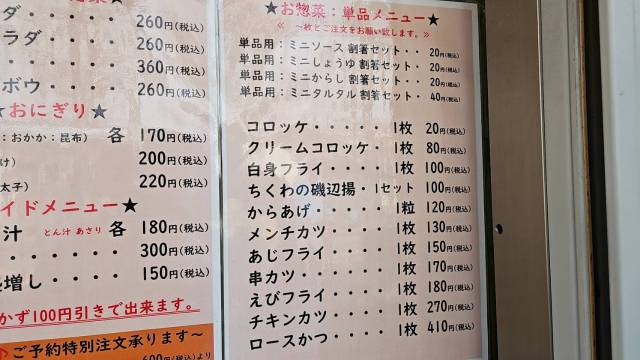 ダ・・・・ 260円(税込)
ラダ・・・ 260円(税込)
・・・・・ 360円(税込)
ボウ・・・ 260円(税込)
★おにぎり★
：おかか：昆布) 各 170円(税込)
け) 200円(税込)
太子) 220円(税込)
イドメニュー★
汁 とん汁 あさり 各 180円(税込)
・・・・・・・ 300円(税込)
増し・・・・ 150円(税込)
かず100円引きで出来ます。
ご予約特別注文承ります〜
600円(税込)より
★お惣菜：単品メニュー★
≪ 〜枚とご注文をお願い致します。≫
単品用：ミニソース 割箸セット・・ 20円(税込)
単品用：ミニしょうゆ 割箸セット・ 20円(税込)
単品用：ミニからし 割箸セット・・ 20円(税込)
単品用：ミニタルタル 割箸セット・ 40円(税込)
コロッケ・・・・・ 1枚 20円(税込)
クリームコロッケ・ 1枚 80円(税込)
白身フライ・・・・ 1枚 100円(税込)
ちくわの磯辺揚・1セット 100円(税込)
からあげ・・・・・ 1粒 120円(税込)
メンチカツ・・・・ 1枚 130円(税込)
あじフライ・・・・ 1枚 150円(税込)
串カツ・・・・・・ 1枚 170円(税込)
えびフライ・・・・ 1枚 180円(税込)
チキンカツ・・・・ 1枚 270円(税込)
ロースかつ・・・・ 1枚 410円(税込)